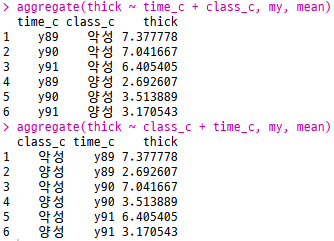 > aggregate(thick ~ time_c + class_c, my, mean)
time_c class_c thick
1 y89 악성 7.377778
2 y90 악성 7.041667
3 y91 악성 6.405405
4 y89 양성 2.692607
5 y90 양성 3.513889
6 y91 양성 3.170543
> aggregate(thick ~ class_c + time_c, my, mean)
class_c time_c thick
1 악성 y89 7.377778
2 양성 y89 2.692607
3 악성 y90 7.041667
4 양성 y90 3.513889
5 악성 y91 6.405405
6 양성 y91 3.170543